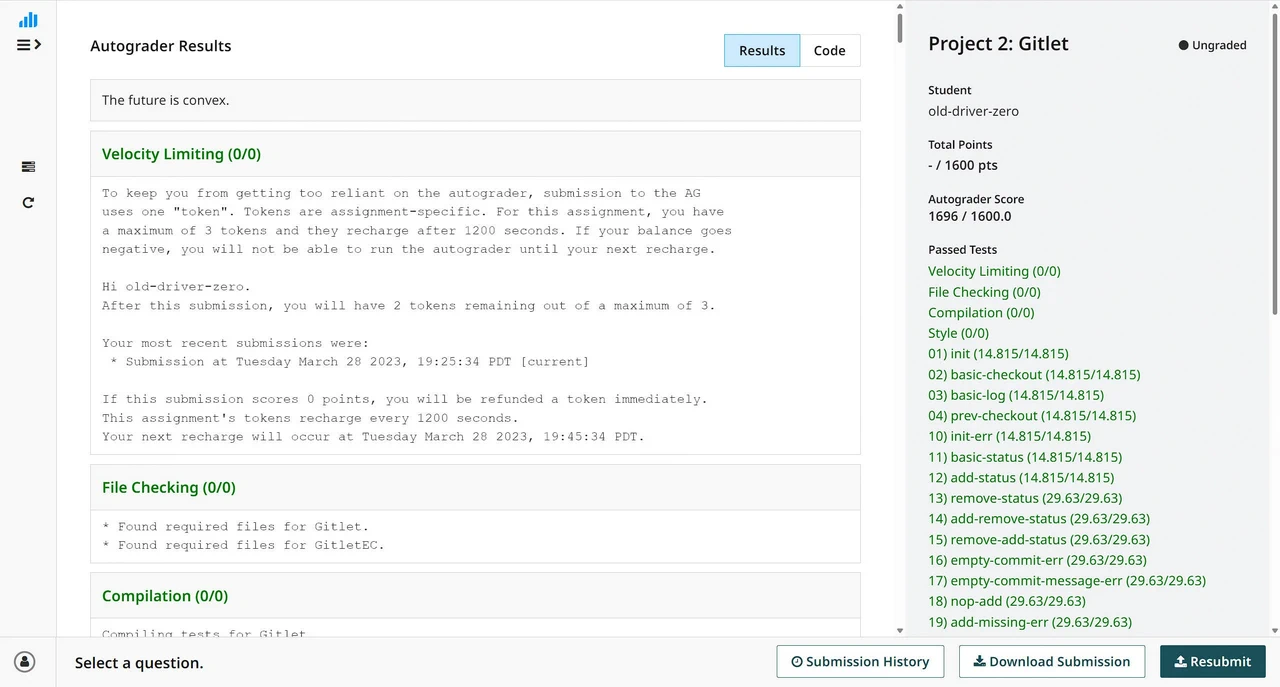 Autograder Results
Results
Code
The future is convex.
Velocity Limiting (0/0)
To keep you from getting too reliant on the autograder, submission to the AG
uses one "token". Tokens are assignment-specific. For this assignment, you have
a maximum of 3 tokens and they recharge after 1200 seconds. If your balance goes
negative, you will not be able to run the autograder until your next recharge.
Hi old-driver-zero.
After this submission, you will have 2 tokens remaining out of a maximum of 3.
Your most recent submissions were:
* Submission at Tuesday March 28 2023, 19:25:34 PDT [current]
If this submission scores 0 points, you will be refunded a token immediately.
This assignment's tokens recharge every 1200 seconds.
Your next recharge will occur at Tuesday March 28 2023, 19:45:34 PDT.
File Checking (0/0)
* Found required files for Gitlet.
* Found required files for GitletEC.
Compilation (0/0)
Compiling tests for Gitlet
Project 2: Gitlet
Ungraded
Student
old-driver-zero
Total Points
- / 1600 pts
Autograder Score
1696 / 1600.0
Passed Tests
Velocity Limiting (0/0)
File Checking (0/0)
Compilation (0/0)
Style (0/0)
01) init (14.815/14.815)
02) basic-checkout (14.815/14.815)
03) basic-log (14.815/14.815)
04) prev-checkout (14.815/14.815)
10) init-err (14.815/14.815)
11) basic-status (14.815/14.815)
12) add-status (14.815/14.815)
13) remove-status (29.63/29.63)
14) add-remove-status (29.63/29.63)
15) remove-add-status (29.63/29.63)
16) empty-commit-err (29.63/29.63)
17) empty-commit-message-err (29.63/29.63)
18) nop-add (29.63/29.63)
19) add-missing-err (29.63/29.63)
Select a question.
Submission History
Download Submission
Resubmit